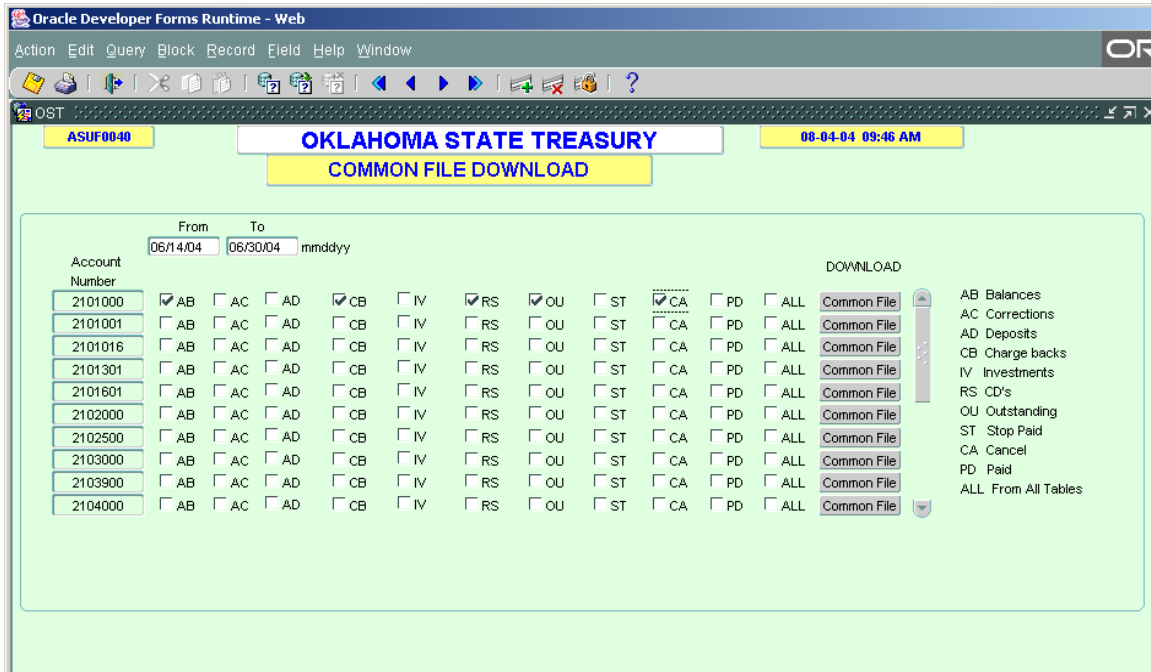 Oracle Developer Forms Runtime - Web
Action Edit Query Block Record Field Help Window
OR
OST
ASUF0040 OKLAHOMA STATE TREASURY 08-04-04 09:46 AM
COMMON FILE DOWNLOAD
From To
06/14/04 06/30/04 mmddyy
Account
Number
DOWNLOAD
2101000 AB AC AD CB IV RS OU ST CA PD ALL Common File
2101001 AB AC AD CB IV RS OU ST CA PD ALL Common File
2101016 AB AC AD CB IV RS OU ST CA PD ALL Common File
2101301 AB AC AD CB IV RS OU ST CA PD ALL Common File
2101601 AB AC AD CB IV RS OU ST CA PD ALL Common File
2102000 AB AC AD CB IV RS OU ST CA PD ALL Common File
2102500 AB AC AD CB IV RS OU ST CA PD ALL Common File
2103000 AB AC AD CB IV RS OU ST CA PD ALL Common File
2103900 AB AC AD CB IV RS OU ST CA PD ALL Common File
2104000 AB AC AD CB IV RS OU ST CA PD ALL Common File
AB Balances
AC Corrections
AD Deposits
CB Charge backs
IV Investments
RS CD's
OU Outstanding
ST Stop Paid
CA Cancel
PD Paid
ALL From All Tables